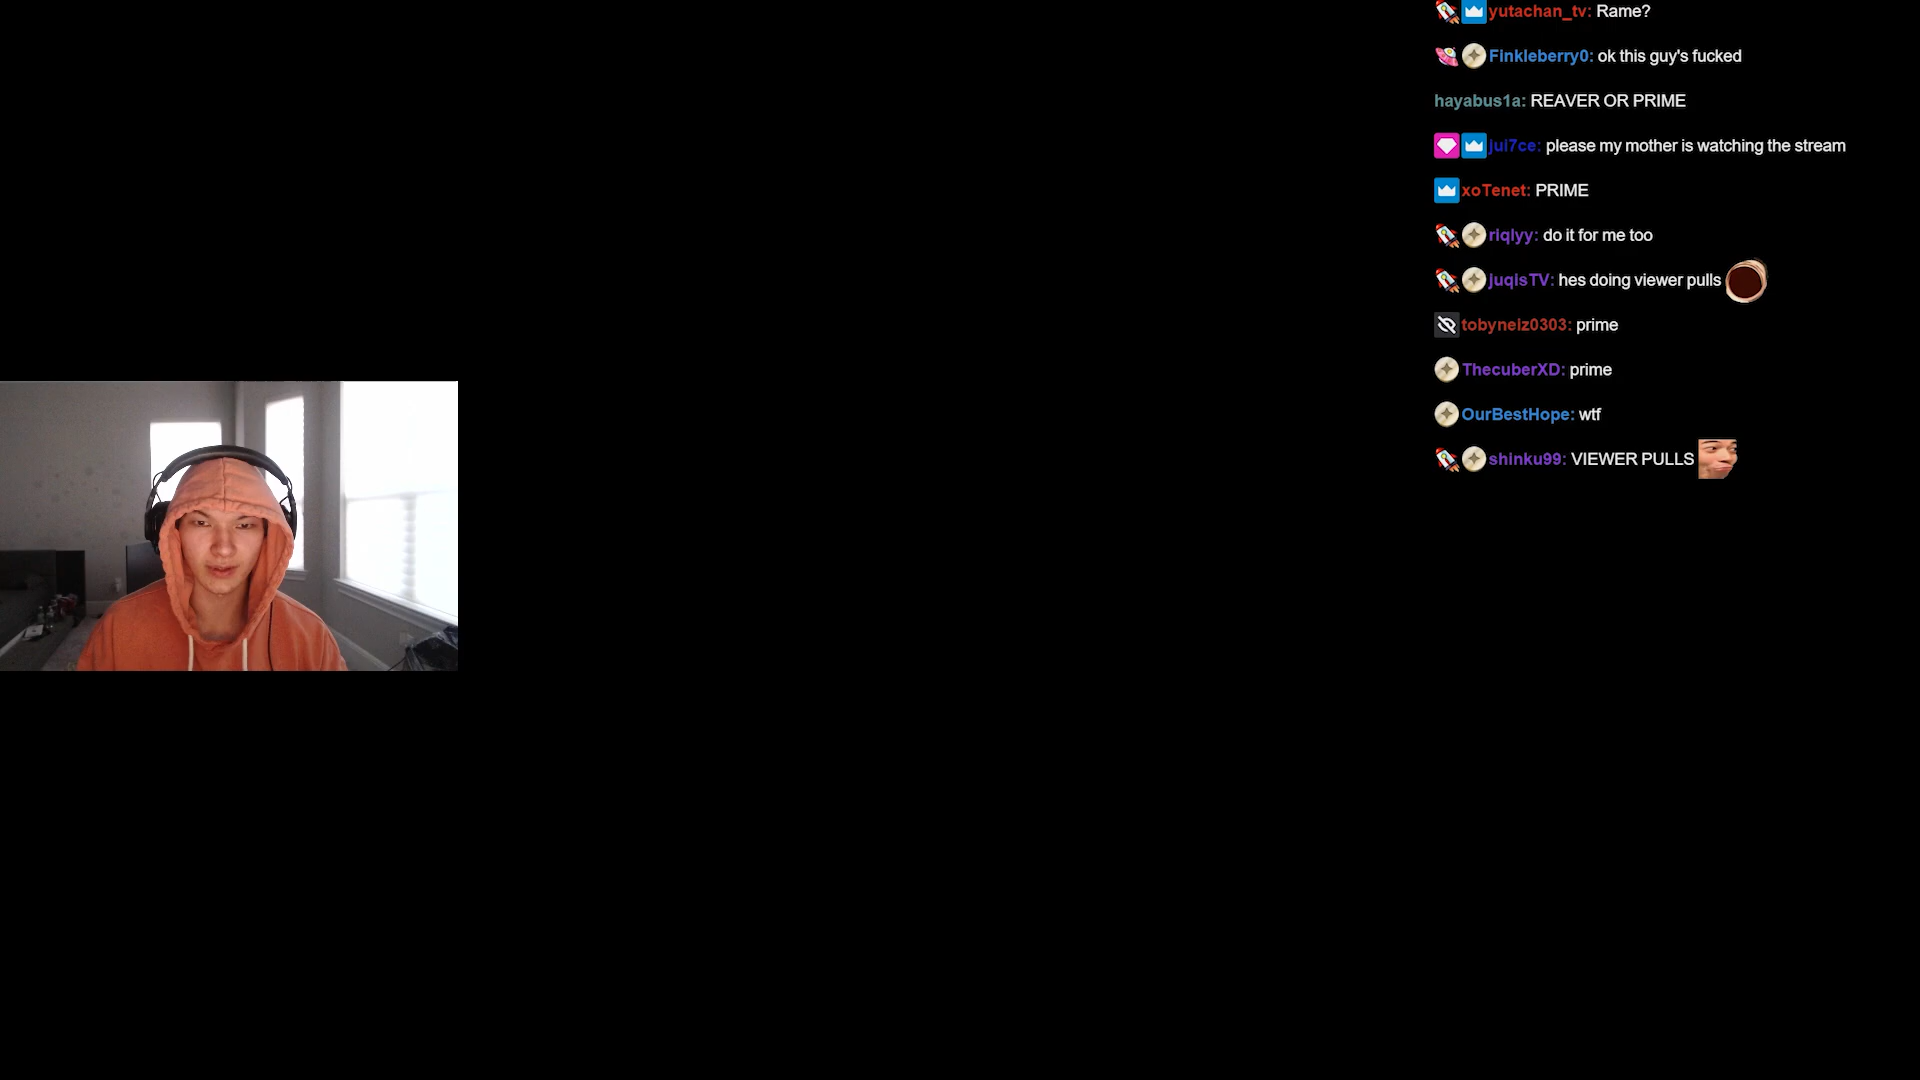 yutachan_tv: Rame?
Finkleberry0: ok this guy's fucked
hayabus1a: REAVER OR PRIME
jui7ce: please my mother is watching the stream
xoTenet: PRIME
riqlyy: do it for me too
juqisTV: hes doing viewer pulls
tobyneiz0303: prime
ThecuberXD: prime
OurBestHope: wtf
shinku99: VIEWER PULLS